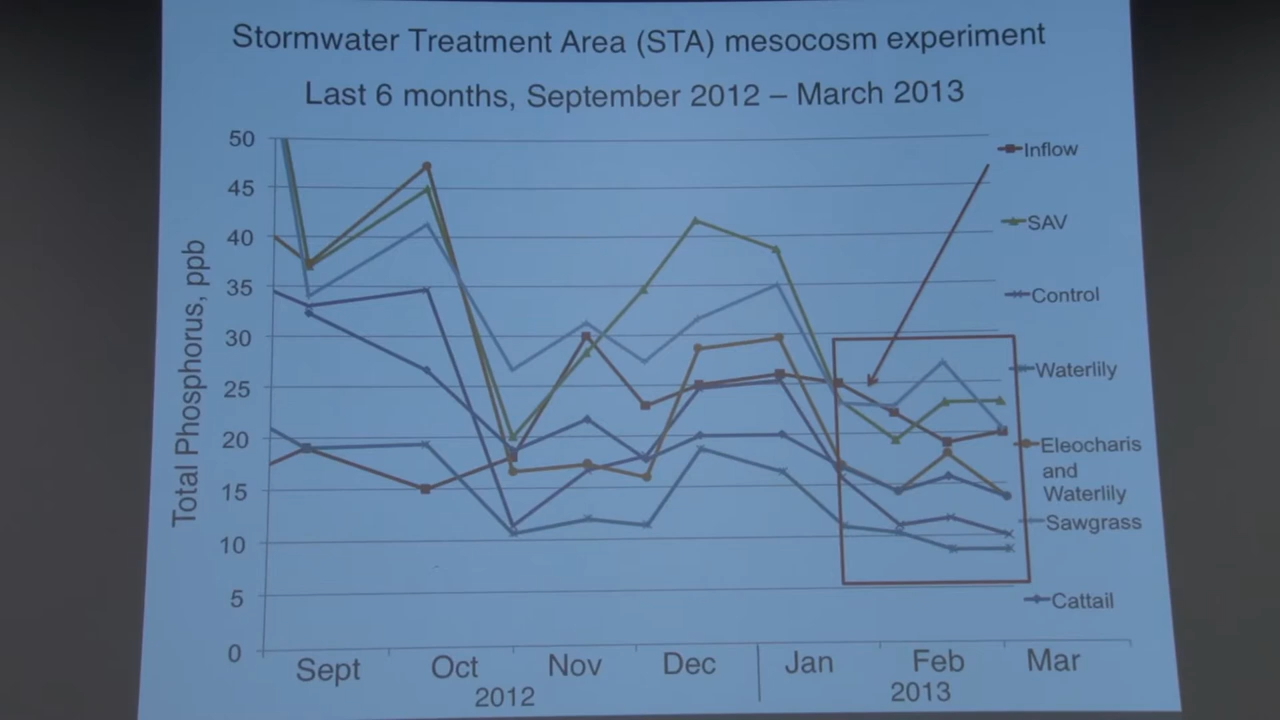 Stormwater Treatment Area (STA) mesocosm experiment
Last 6 months, September 2012 – March 2013
Total Phosphorus, ppb
50
45
40
35
30
25
20
15
10
5
0
Sept Oct Nov Dec Jan Feb Mar
2012 2013
Inflow
SAV
Control
Waterlily
Eleocharis
and
Waterlily
Sawgrass
Cattail